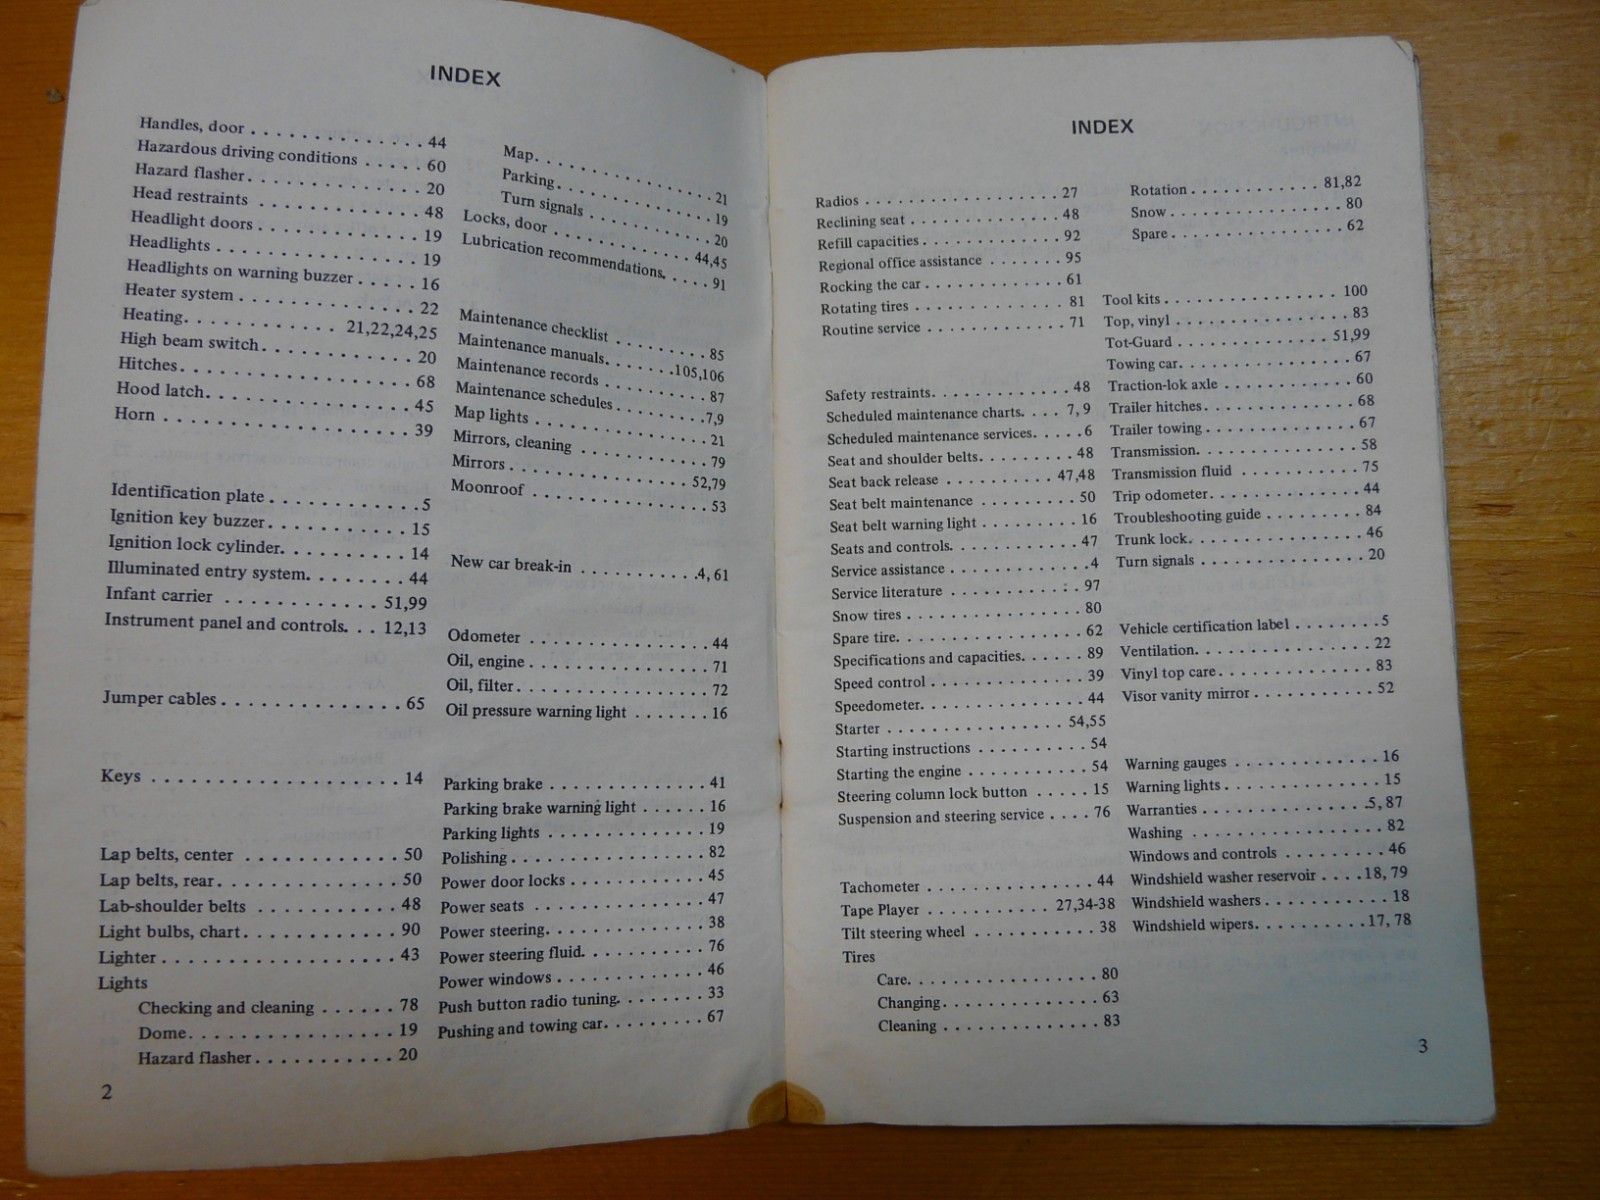 INDEX
Handles, door . . . . . . . . . . . . . 44
Hazardous driving conditions . . . . . 60
Hazard flasher . . . . . . . . . . . . . 20
Head restraints . . . . . . . . . . . . 48
Headlight doors . . . . . . . . . . . . 19
Headlights . . . . . . . . . . . . . . . 19
Headlights on warning buzzer . . . . . 16
Heater system . . . . . . . . . . . . . 22
Heating. . . . . . . . . . . . 21,22,24,25
High beam switch . . . . . . . . . . . 20
Hitches. . . . . . . . . . . . . . . . . 68
Hood latch. . . . . . . . . . . . . . . 45
Horn . . . . . . . . . . . . . . . . . . 39
Identification plate . . . . . . . . . . .5
Ignition key buzzer. . . . . . . . . . . 15
Ignition lock cylinder. . . . . . . . . . 14
Illuminated entry system. . . . . . . . 44
Infant carrier . . . . . . . . . . . . 51,99
Instrument panel and controls. . . 12,13
Jumper cables . . . . . . . . . . . . . . 65
Keys . . . . . . . . . . . . . . . . . . 14
Lap belts, center . . . . . . . . . . . . 50
Lap belts, rear. . . . . . . . . . . . . 50
Lab-shoulder belts . . . . . . . . . . . 48
Light bulbs, chart. . . . . . . . . . . . 90
Lighter . . . . . . . . . . . . . . . . . 43
Lights
Checking and cleaning . . . . . . 78
Dome. . . . . . . . . . . . . . . 19
Hazard flasher . . . . . . . . . . . 20
2
Map. . . . . . . . . . . . . . . 21
Parking. . . . . . . . . . . . . 19
Turn signals . . . . . . . . . . 20
Locks, door . . . . . . . . . . . 44,45
Lubrication recommendations. . . . . 91
Maintenance checklist . . . . . . . . . 85
Maintenance manuals. . . . . . .105,106
Maintenance records . . . . . . . . . 87
Maintenance schedules . . . . . . . .7,9
Map lights . . . . . . . . . . . . . . 21
Mirrors, cleaning . . . . . . . . . . . 79
Mirrors . . . . . . . . . . . . . . 52,79
Moonroof . . . . . . . . . . . . . . 53
New car break-in . . . . . . . . . . .4, 61
Odometer . . . . . . . . . . . . . . 44
Oil, engine . . . . . . . . . . . . . . 71
Oil, filter. . . . . . . . . . . . . . . 72
Oil pressure warning light . . . . . . . 16
Parking brake . . . . . . . . . . . . . . 41
Parking brake warning light . . . . . . 16
Parking lights . . . . . . . . . . . . . 19
Polishing . . . . . . . . . . . . . . . . 82
Power door locks . . . . . . . . . . . . 45
Power seats . . . . . . . . . . . . . . 47
Power steering. . . . . . . . . . . . . 38
Power steering fluid. . . . . . . . . . . 76
Power windows . . . . . . . . . . . . . 46
Push button radio tuning. . . . . . . . 33
Pushing and towing car. . . . . . . . . 67
INDEX
Radios . . . . . . . . . . . . . . . . . 27
Reclining seat . . . . . . . . . . . . . 48
Refill capacities . . . . . . . . . . . . 92
Regional office assistance . . . . . . . 95
Rocking the car . . . . . . . . . . . . 61
Rotating tires . . . . . . . . . . . . . 81
Routine service . . . . . . . . . . . . 71
Safety restraints. . . . . . . . . . . . 48
Scheduled maintenance charts. . . . 7, 9
Scheduled maintenance services. . . . .6
Seat and shoulder belts. . . . . . . . . 48
Seat back release . . . . . . . . . . 47,48
Seat belt maintenance . . . . . . . . . 50
Seat belt warning light . . . . . . . . . 16
Seats and controls. . . . . . . . . . . . 47
Service assistance . . . . . . . . . . . .4
Service literature . . . . . . . . . . . 97
Snow tires . . . . . . . . . . . . . . . 80
Spare tire. . . . . . . . . . . . . . . . 62
Specifications and capacities. . . . . . 89
Speed control . . . . . . . . . . . . . 39
Speedometer. . . . . . . . . . . . . . 44
Starter . . . . . . . . . . . . . . . 54,55
Starting instructions . . . . . . . . . . 54
Starting the engine . . . . . . . . . . . 54
Steering column lock button . . . . . 15
Suspension and steering service . . . . 76
Tachometer . . . . . . . . . . . . . . 44
Tape Player . . . . . . . . . . . 27,34-38
Tilt steering wheel . . . . . . . . . . . 38
Tires
Care. . . . . . . . . . . . . . . . 80
Changing. . . . . . . . . . . . . . 63
Cleaning . . . . . . . . . . . . . . 83
Rotation . . . . . . . . . . . . 81,82
Snow . . . . . . . . . . . . . . . 80
Spare . . . . . . . . . . . . . . . 62
Tool kits . . . . . . . . . . . . . . . 100
Top, vinyl . . . . . . . . . . . . . . . 83
Tot-Guard . . . . . . . . . . . . . 51,99
Towing car. . . . . . . . . . . . . . . 67
Traction-lok axle . . . . . . . . . . . 60
Trailer hitches. . . . . . . . . . . . . 68
Trailer towing . . . . . . . . . . . . . 67
Transmission. . . . . . . . . . . . . . 58
Transmission fluid . . . . . . . . . . . 75
Trip odometer. . . . . . . . . . . . . 44
Troubleshooting guide . . . . . . . . . 84
Trunk lock. . . . . . . . . . . . . . . 46
Turn signals . . . . . . . . . . . . . . 20
Vehicle certification label . . . . . . . .5
Ventilation. . . . . . . . . . . . . . . 22
Vinyl top care . . . . . . . . . . . . . 83
Visor vanity mirror . . . . . . . . . . . 52
Warning gauges . . . . . . . . . . . . 16
Warning lights . . . . . . . . . . . . . 15
Warranties . . . . . . . . . . . . . .5, 87
Washing . . . . . . . . . . . . . . . . 82
Windows and controls . . . . . . . . . 46
Windshield washer reservoir . . . .18, 79
Windshield washers . . . . . . . . . . . 18
Windshield wipers. . . . . . . . . .17, 78
3